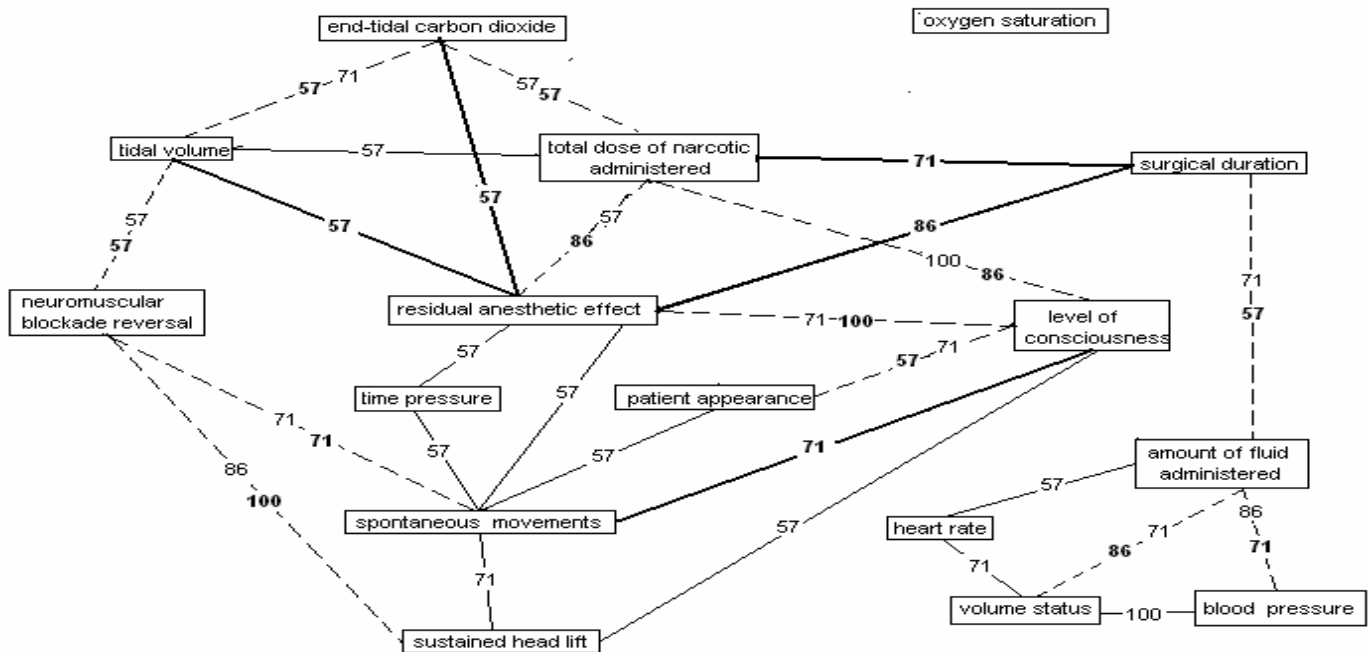 end-tidal carbon dioxide
oxygen saturation
71
57
57
57
tidal volume
57
total dose of narcotic
administered
71
surgical duration
57
57
57
57
57
86
86
100
86
71
57
neuromuscular
blockade reversal
residual anesthetic effect
71 100
level of
consciousness
57
57
71
57
time pressure
patient appearance
71
71
57
57
71
86
100
amount of fluid
administered
57
spontaneous movements
57
heart rate
71
86
86
71
71
71
volume status
100
blood pressure
sustained head lift